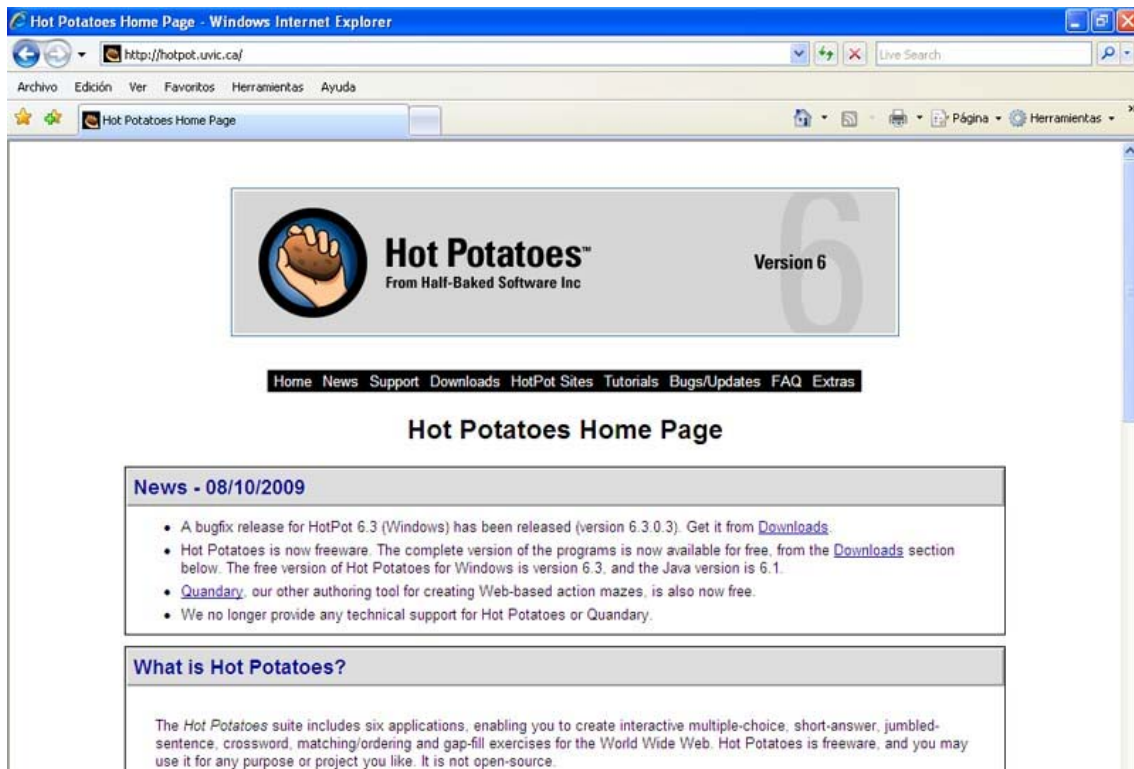 Hot Potatoes Home Page - Windows Internet Explorer
http://hotpot.uvic.ca/
Live Search
Archivo Edición Ver Favoritos Herramientas Ayuda
Hot Potatoes Home Page
Página
Herramientas
6
Hot Potatoes™
From Half-Baked Software Inc
Version 6
Home News Support Downloads HotPot Sites Tutorials Bugs/Updates FAQ Extras
Hot Potatoes Home Page
News - 08/10/2009
• A bugfix release for HotPot 6.3 (Windows) has been released (version 6.3.0.3). Get it from Downloads.
• Hot Potatoes is now freeware. The complete version of the programs is now available for free, from the Downloads section
below. The free version of Hot Potatoes for Windows is version 6.3, and the Java version is 6.1.
• Quandary, our other authoring tool for creating Web-based action mazes, is also now free.
• We no longer provide any technical support for Hot Potatoes or Quandary.
What is Hot Potatoes?
The Hot Potatoes suite includes six applications, enabling you to create interactive multiple-choice, short-answer, jumbled-
sentence, crossword, matching/ordering and gap-fill exercises for the World Wide Web. Hot Potatoes is freeware, and you may
use it for any purpose or project you like. It is not open-source.